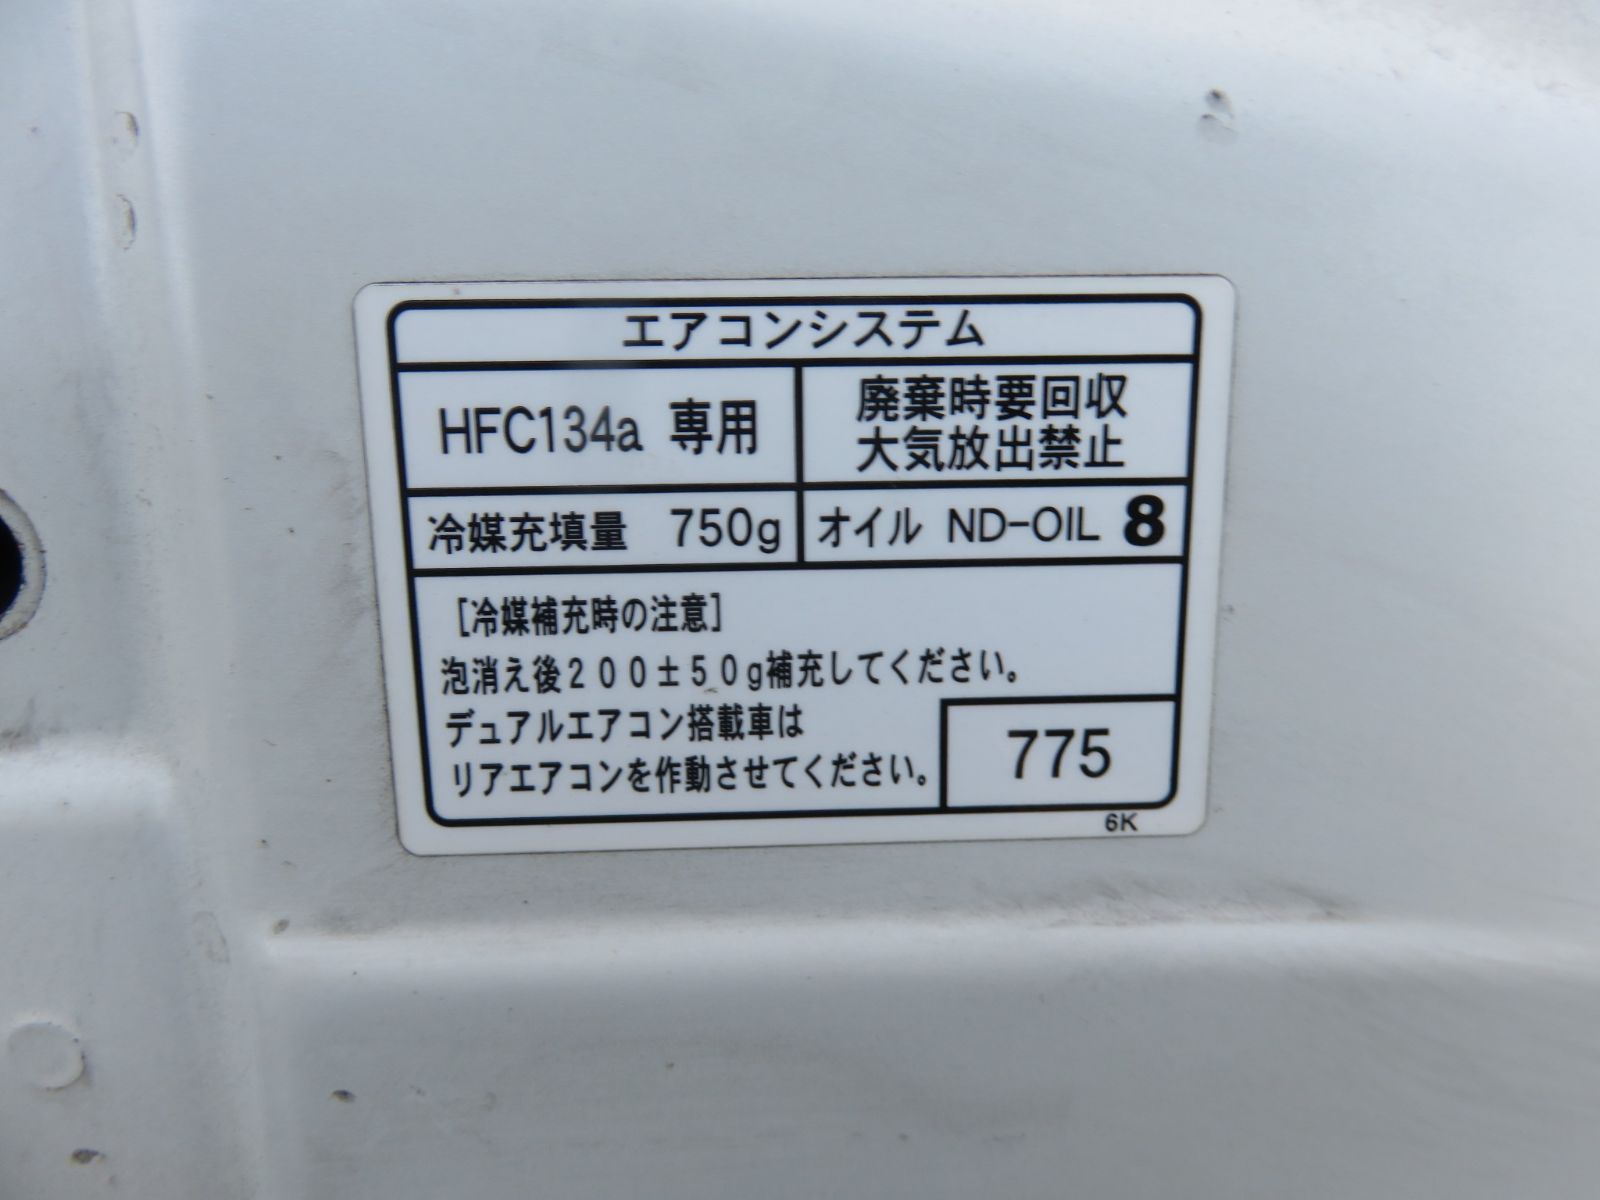 エアコンシステム
HFC134a 専用
廃棄時要回収
大気放出禁止
冷媒充填量 750g
オイル ND-OIL 8
[冷媒補充時の注意]
泡消え後200±50g補充してください。
デュアルエアコン搭載車は
リアエアコンを作動させてください。
775
6K